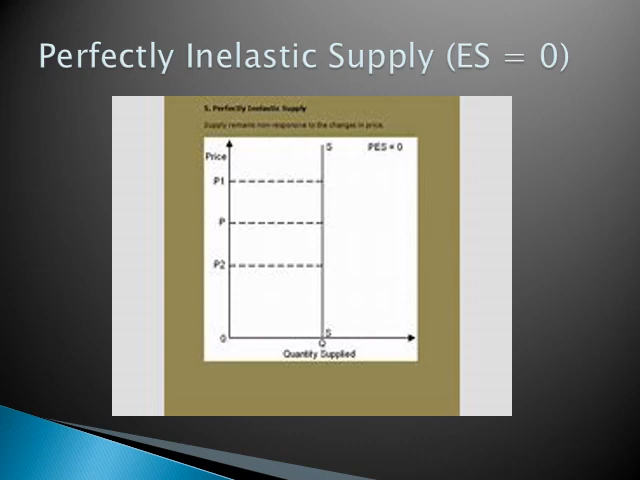 Perfectly Inelastic Supply (ES = 0)
5. Perfectly Inelastic Supply
Supply remains non-responsive to the changes in price.
S
PES = 0
Price
P1
P
P2
S
0
Q
Quantity Supplied